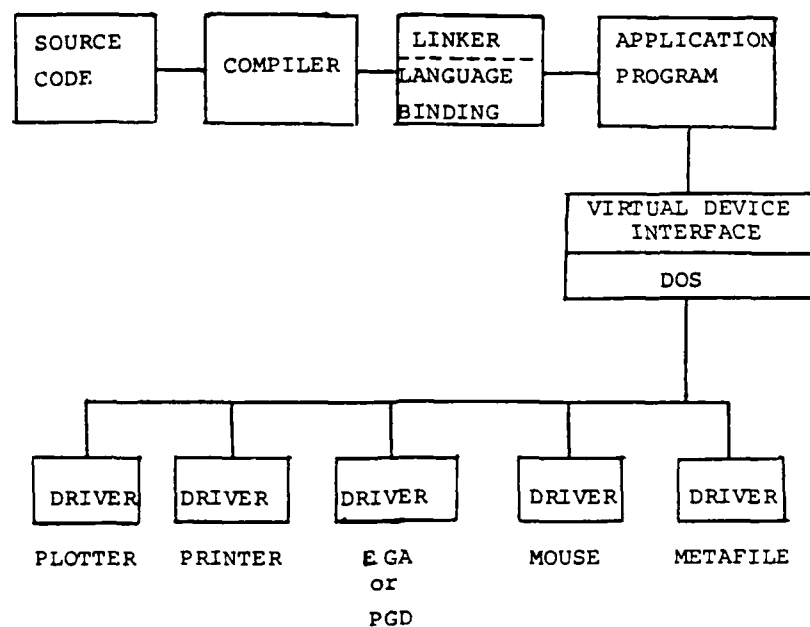 SOURCE
CODE
COMPILER
LINKER
LANGUAGE
BINDING
APPLICATION
PROGRAM
VIRTUAL DEVICE
INTERFACE
DOS
DRIVER DRIVER DRIVER DRIVER DRIVER
PLOTTER PRINTER EGA MOUSE METAFILE
or
PGD